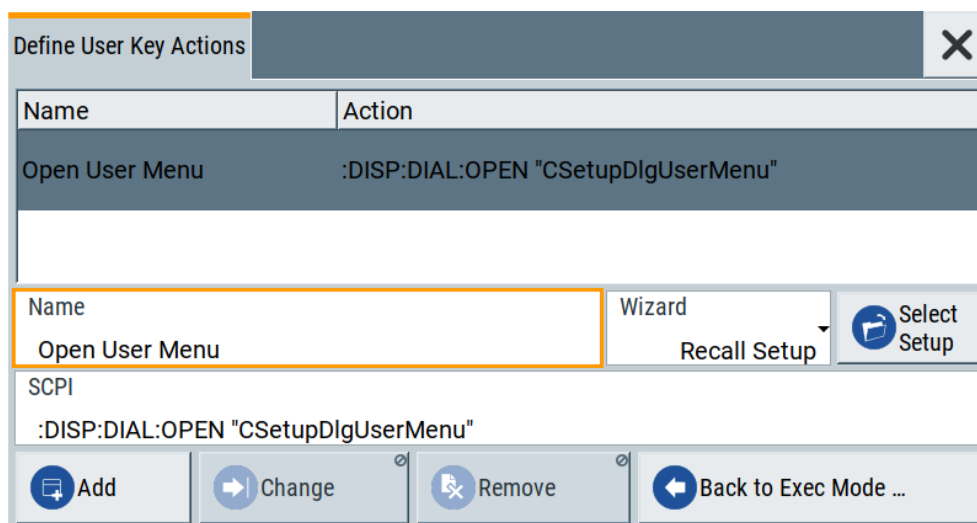 Define User Key Actions
Name Action
Open User Menu :DISP:DIAL:OPEN "CSetupDlgUserMenu"
Name Wizard Select
Open User Menu Recall Setup Setup
SCPI
:DISP:DIAL:OPEN "CSetupDlgUserMenu"
Add Change Remove Back to Exec Mode ...